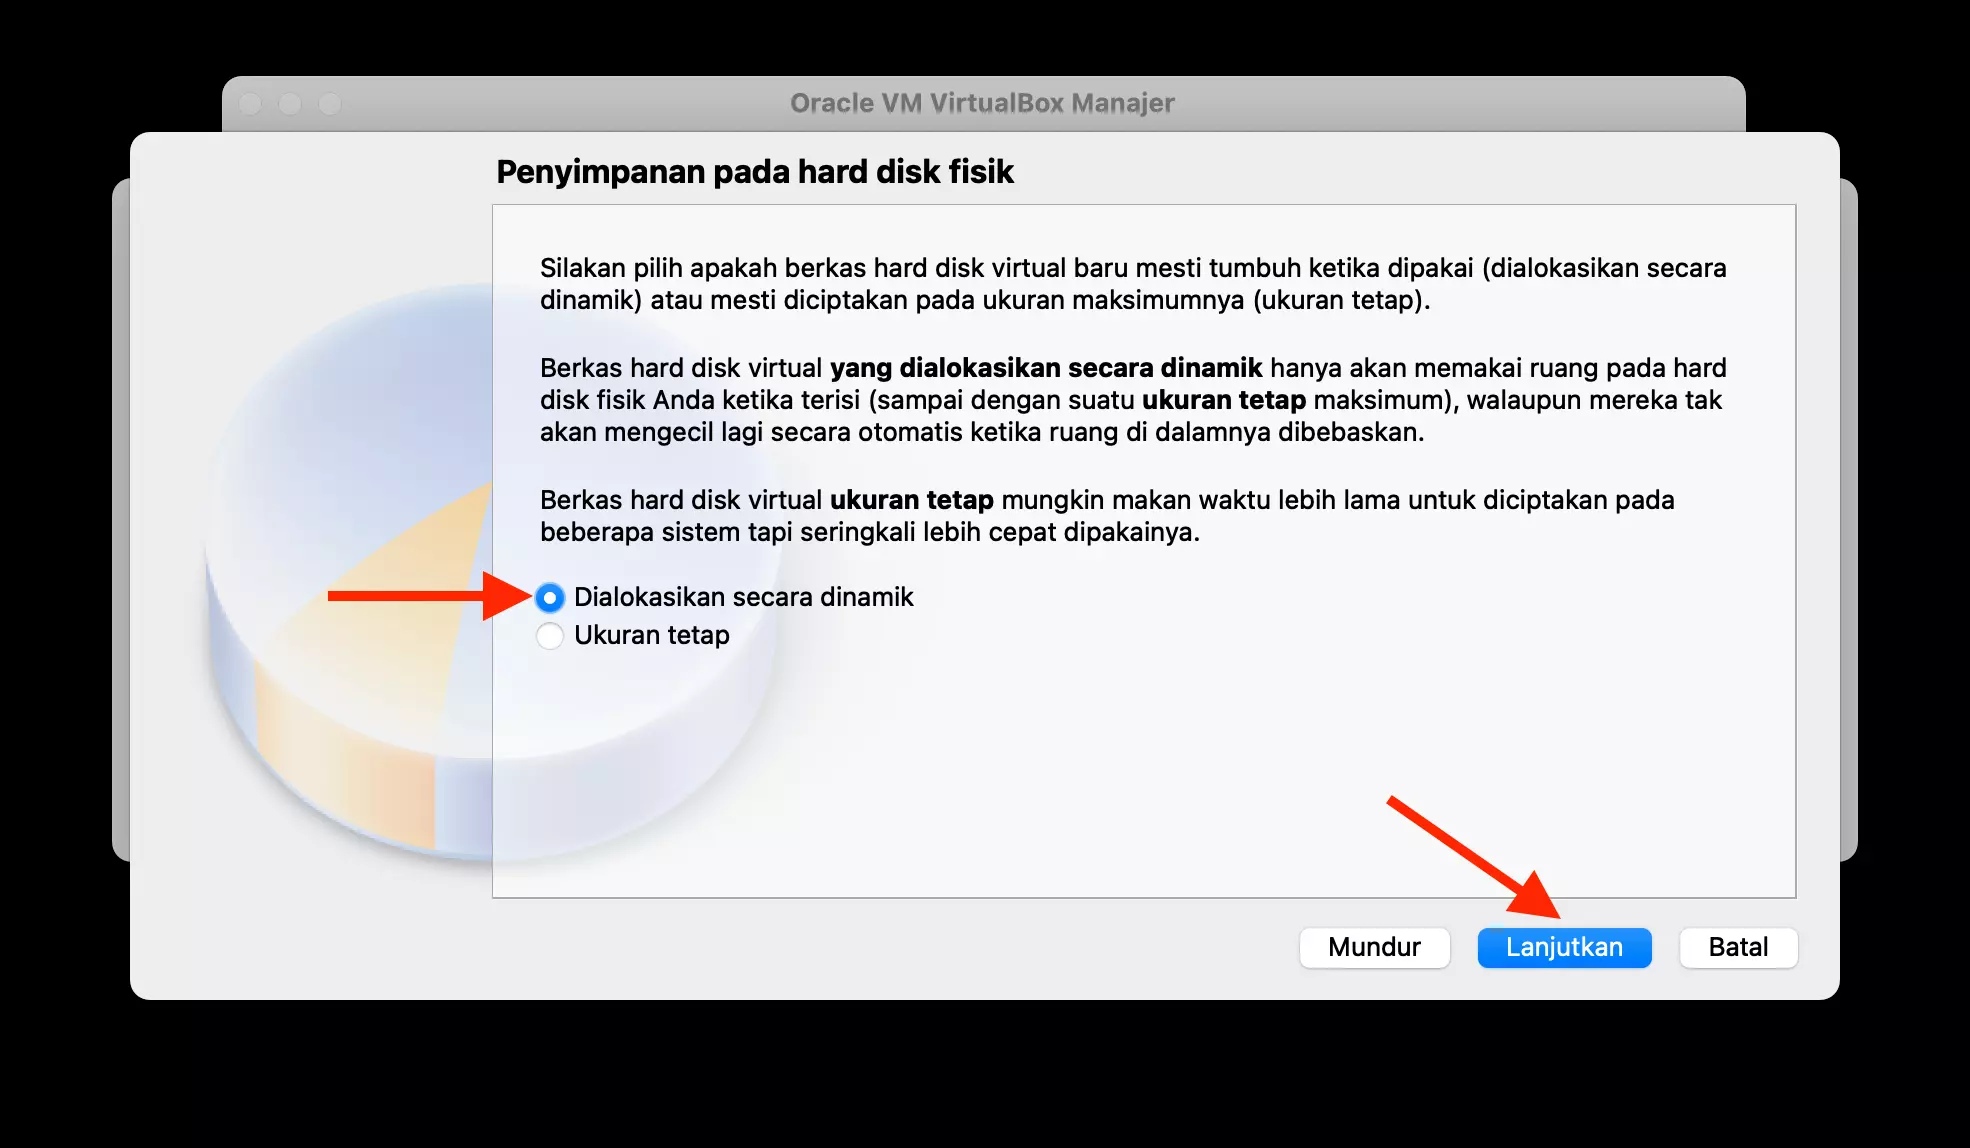 Oracle VM VirtualBox Manajer
Penyimpanan pada hard disk fisik
Silakan pilih apakah berkas hard disk virtual baru mesti tumbuh ketika dipakai (dialokasikan secara
dinamik) atau mesti diciptakan pada ukuran maksimumnya (ukuran tetap).
Berkas hard disk virtual yang dialokasikan secara dinamik hanya akan memakai ruang pada hard
disk fisik Anda ketika terisi (sampai dengan suatu ukuran tetap maksimum), walaupun mereka tak
akan mengecil lagi secara otomatis ketika ruang di dalamnya dibebaskan.
Berkas hard disk virtual ukuran tetap mungkin makan waktu lebih lama untuk diciptakan pada
beberapa sistem tapi seringkali lebih cepat dipakainya.
Dialokasikan secara dinamik
Ukuran tetap
Mundur
Lanjutkan
Batal